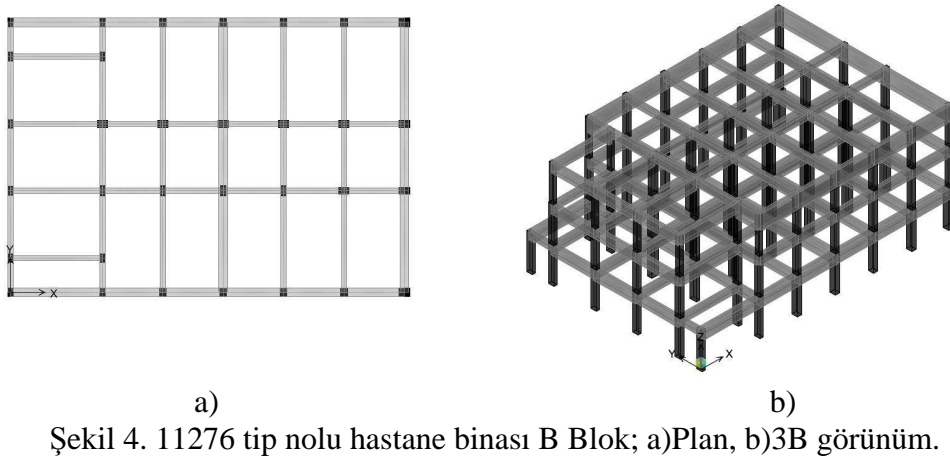 Y
X
Z
Y
X
a)
b)
Şekil 4. 11276 tip nolu hastane binası B Blok; a)Plan, b)3B görünüm.